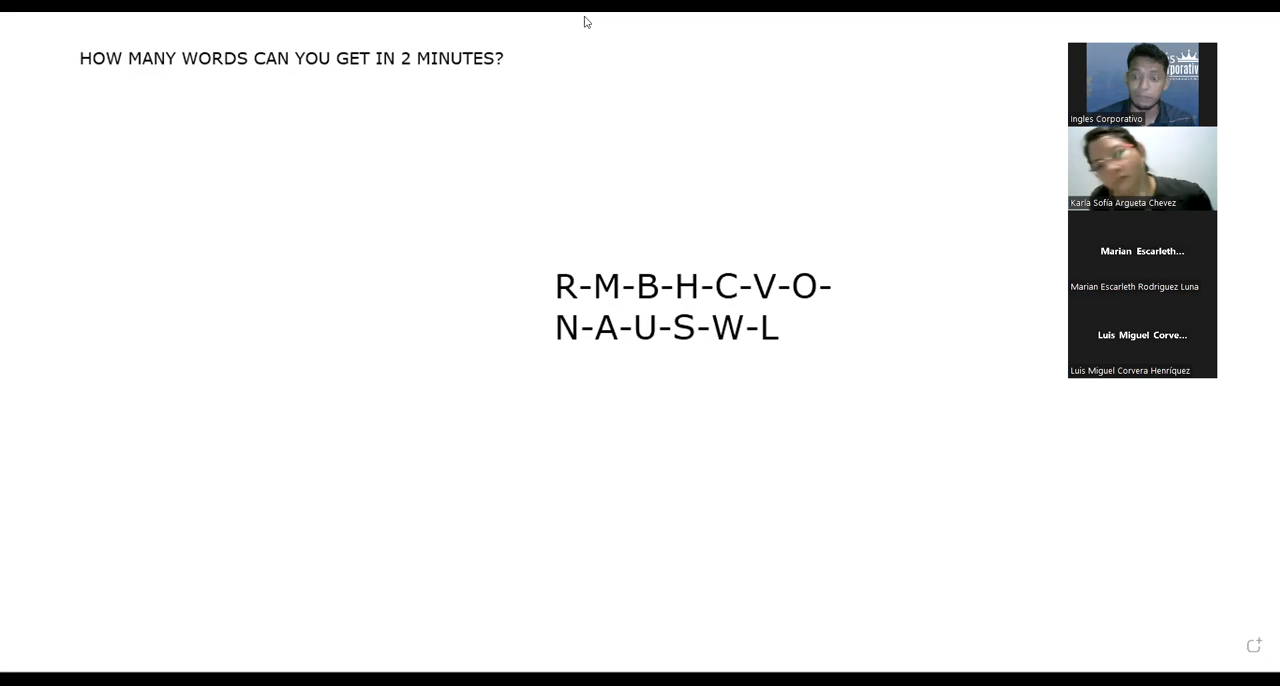 HOW MANY WORDS CAN YOU GET IN 2 MINUTES?
R-M-B-H-C-V-O-
N-A-U-S-W-L
Ingles Corporativo
Karla Sofía Argueta Chevez
Marian Escarleth...
Marian Escarleth Rodriguez Luna
Luis Miguel Corve...
Luis Miguel Corvera Henríquez